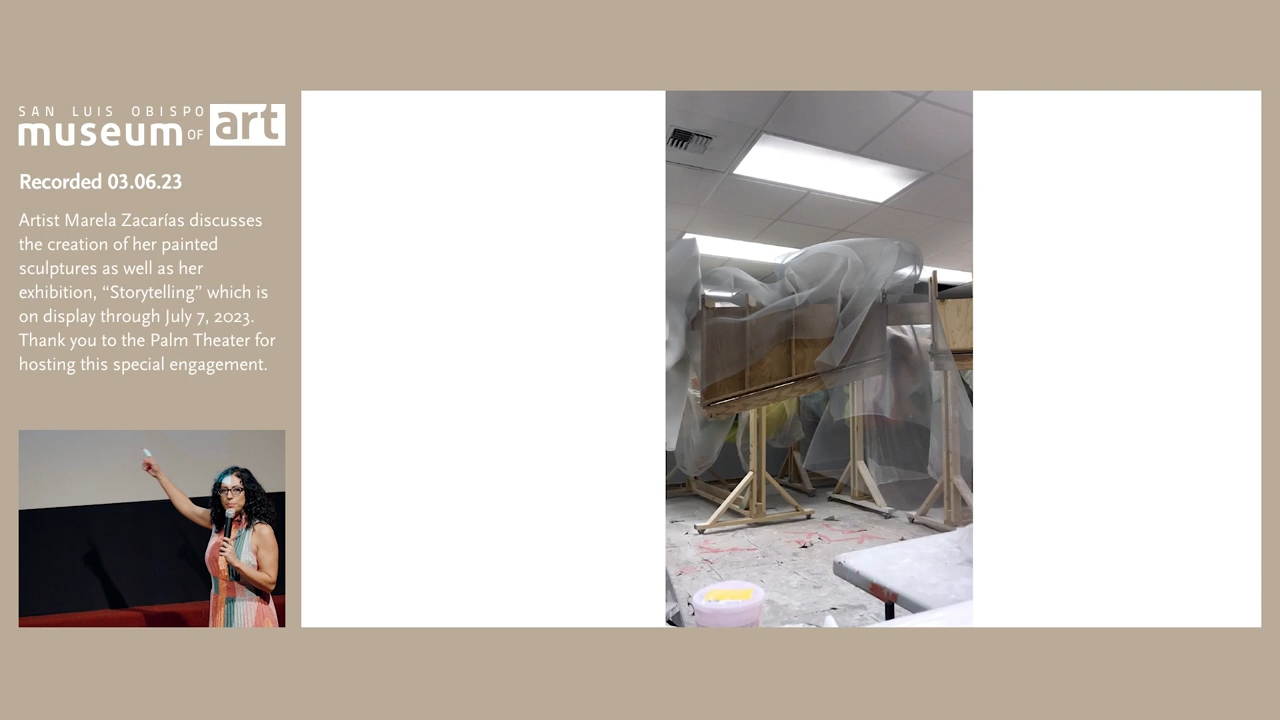 SAN LUIS OBISPO
museum OF art
Recorded 03.06.23
Artist Marela Zacarías discusses
the creation of her painted
sculptures as well as her
exhibition, “Storytelling” which is
on display through July 7, 2023.
Thank you to the Palm Theater for
hosting this special engagement.